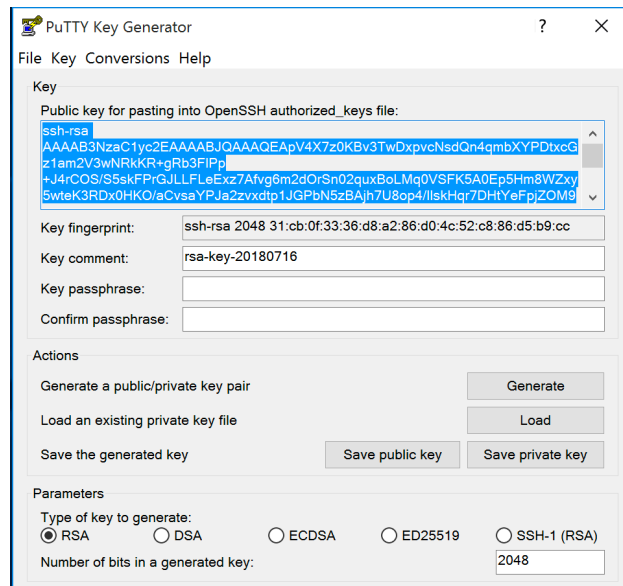 PuTTY Key Generator
?
File Key Conversions Help
Key
Public key for pasting into OpenSSH authorized_keys file:
ssh-rsa
AAAAB3NzaC1yc2EAAAABJQAAAQEApV4X7z0KBv3TwDxpvcNsdQn4qmbXYPDtxcG
z1am2V3wNRkKR+gRb3FlPp
+J4rCOS/S5skFPrGJLLFLeExz7Afvg6m2dOrSn02quxBoLMq0VSFK5A0Ep5Hm8WZxy
5wteK3RDx0HKO/aCvsaYPJa2zvxdtp1JGPbN5zBAjh7U8op4/IlskHqr7DHtYeFpjZOM9
Key fingerprint:
ssh-rsa 2048 31:cb:0f:33:36:d8:a2:86:d0:4c:52:c8:86:d5:b9:cc
Key comment:
rsa-key-20180716
Key passphrase:
Confirm passphrase:
Actions
Generate a public/private key pair
Generate
Load an existing private key file
Load
Save the generated key
Save public key
Save private key
Parameters
Type of key to generate:
RSA
DSA
ECDSA
ED25519
SSH-1 (RSA)
Number of bits in a generated key:
2048